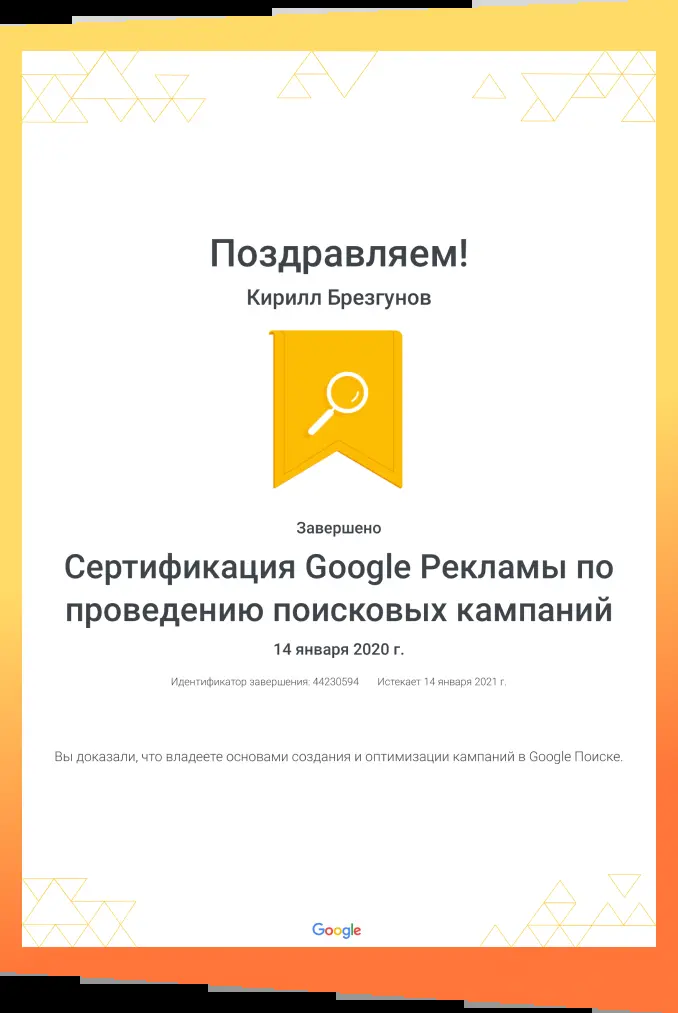 Поздравляем!
Кирилл Брезгунов
Завершено
Сертификация Google Рекламы по
проведению поисковых кампаний
14 января 2020 г.
Идентификатор завершения: 44230594 Истекает 14 января 2021 г.
Вы доказали, что владеете основами создания и оптимизации кампаний в Google Поиске.
Google